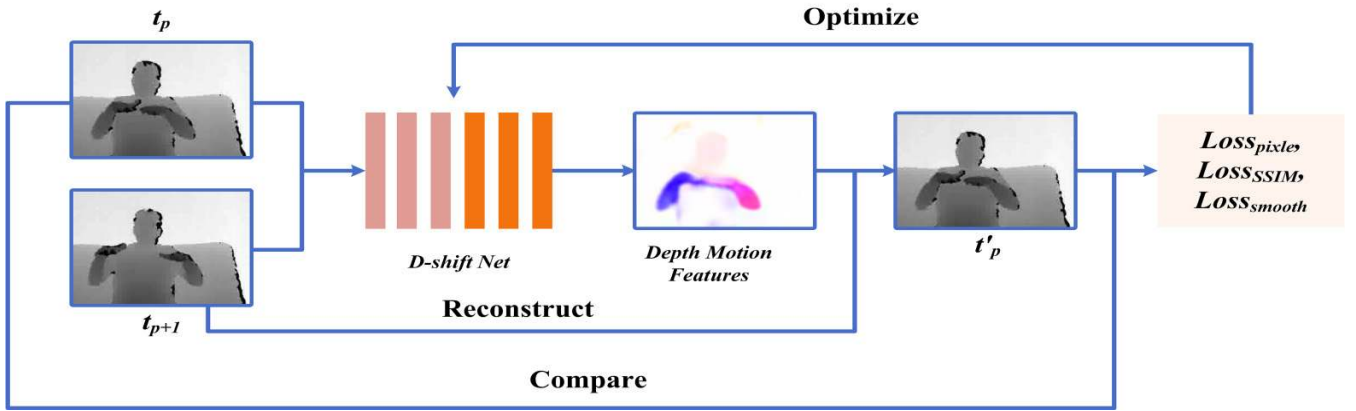 t_p
Optimize
Loss_pixle,
Loss_SSIM,
Loss_smooth
D-shift Net
Depth Motion
Features
t'_p
t_p+1
Reconstruct
Compare